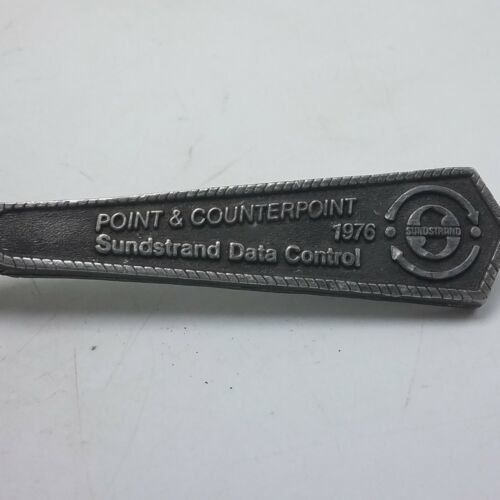 POINT & COUNTERPOINT
1976
Sundstrand Data Control
SUNDSTRAND